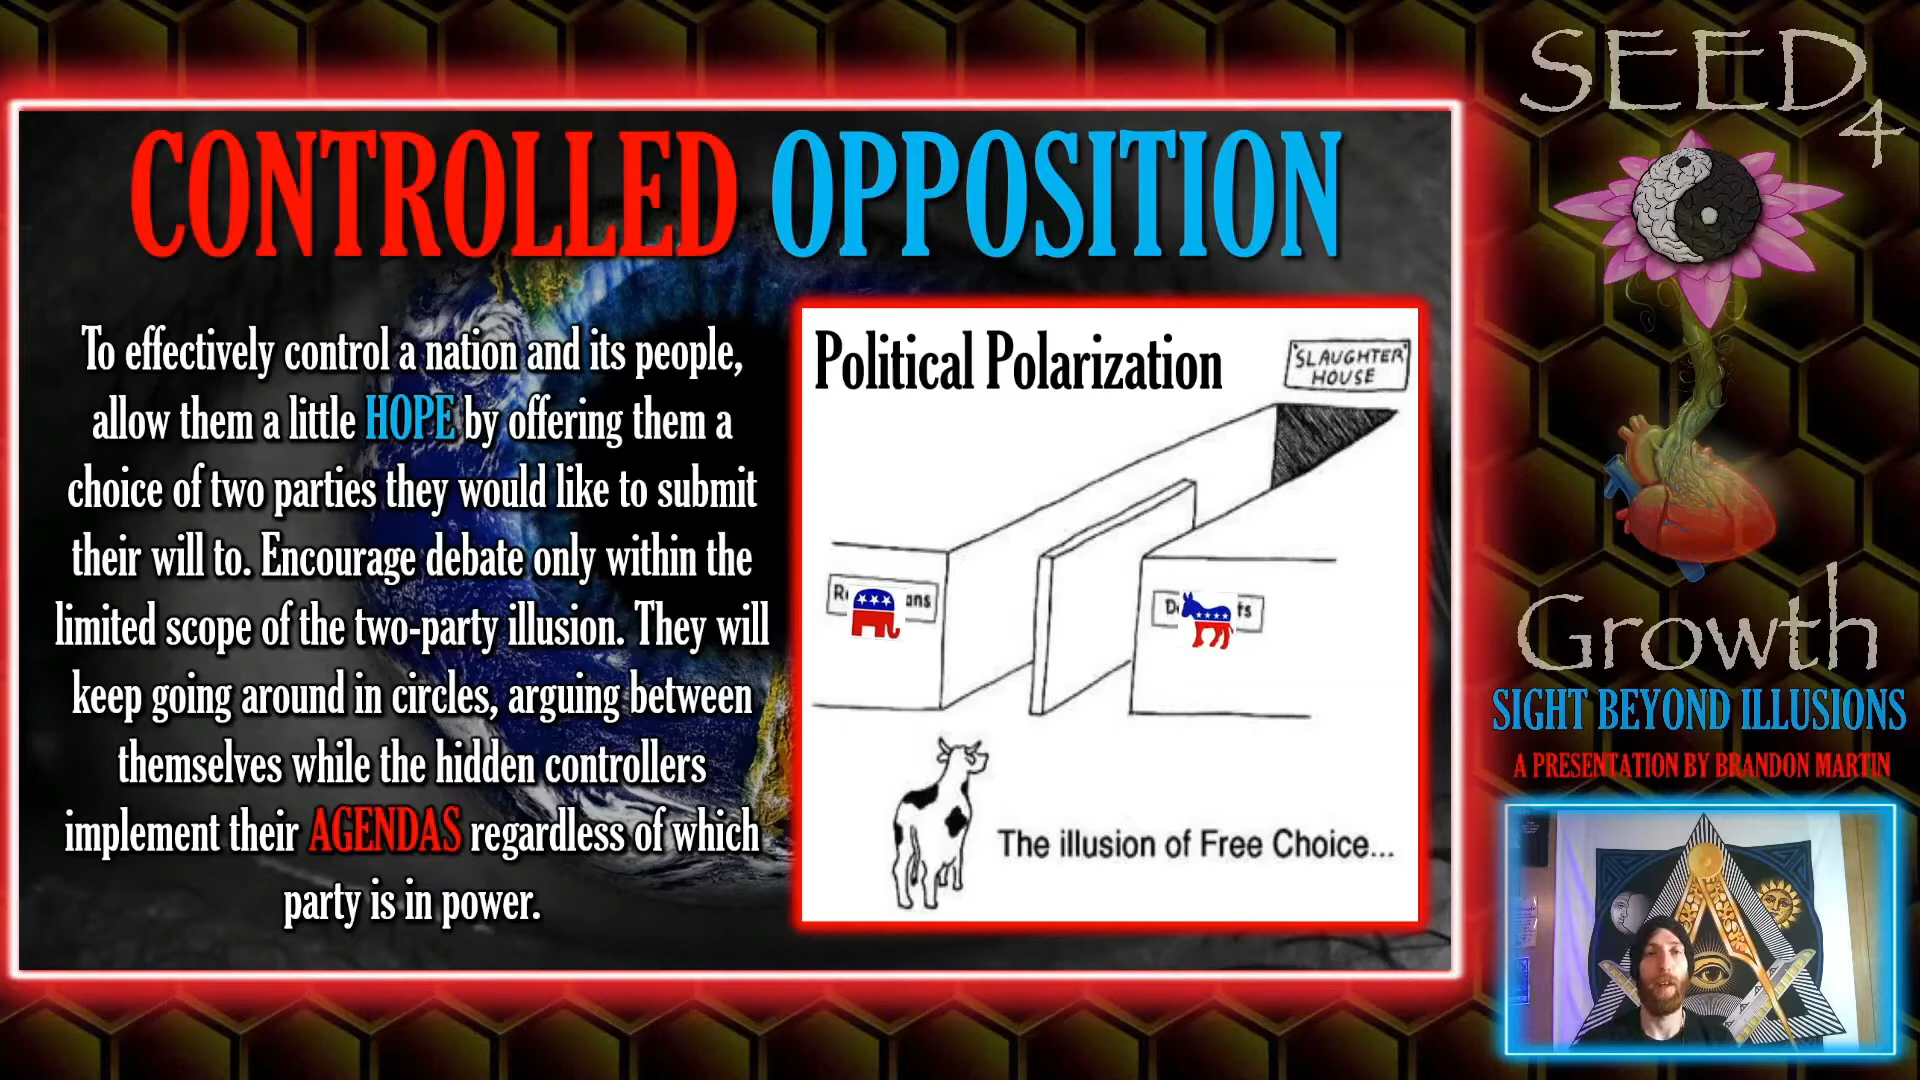 CONTROLLED OPPOSITION
To effectively control a nation and its people,
allow them a little HOPE by offering them a
choice of two parties they would like to submit
their will to. Encourage debate only within the
limited scope of the two-party illusion. They will
keep going around in circles, arguing between
themselves while the hidden controllers
implement their AGENDAS regardless of which
party is in power.
Political Polarization
'SLAUGHTER'
HOUSE
The illusion of Free Choice...
SEED
4
Growth
SIGHT BEYOND ILLUSIONS
A PRESENTATION BY BRANDON MARTIN